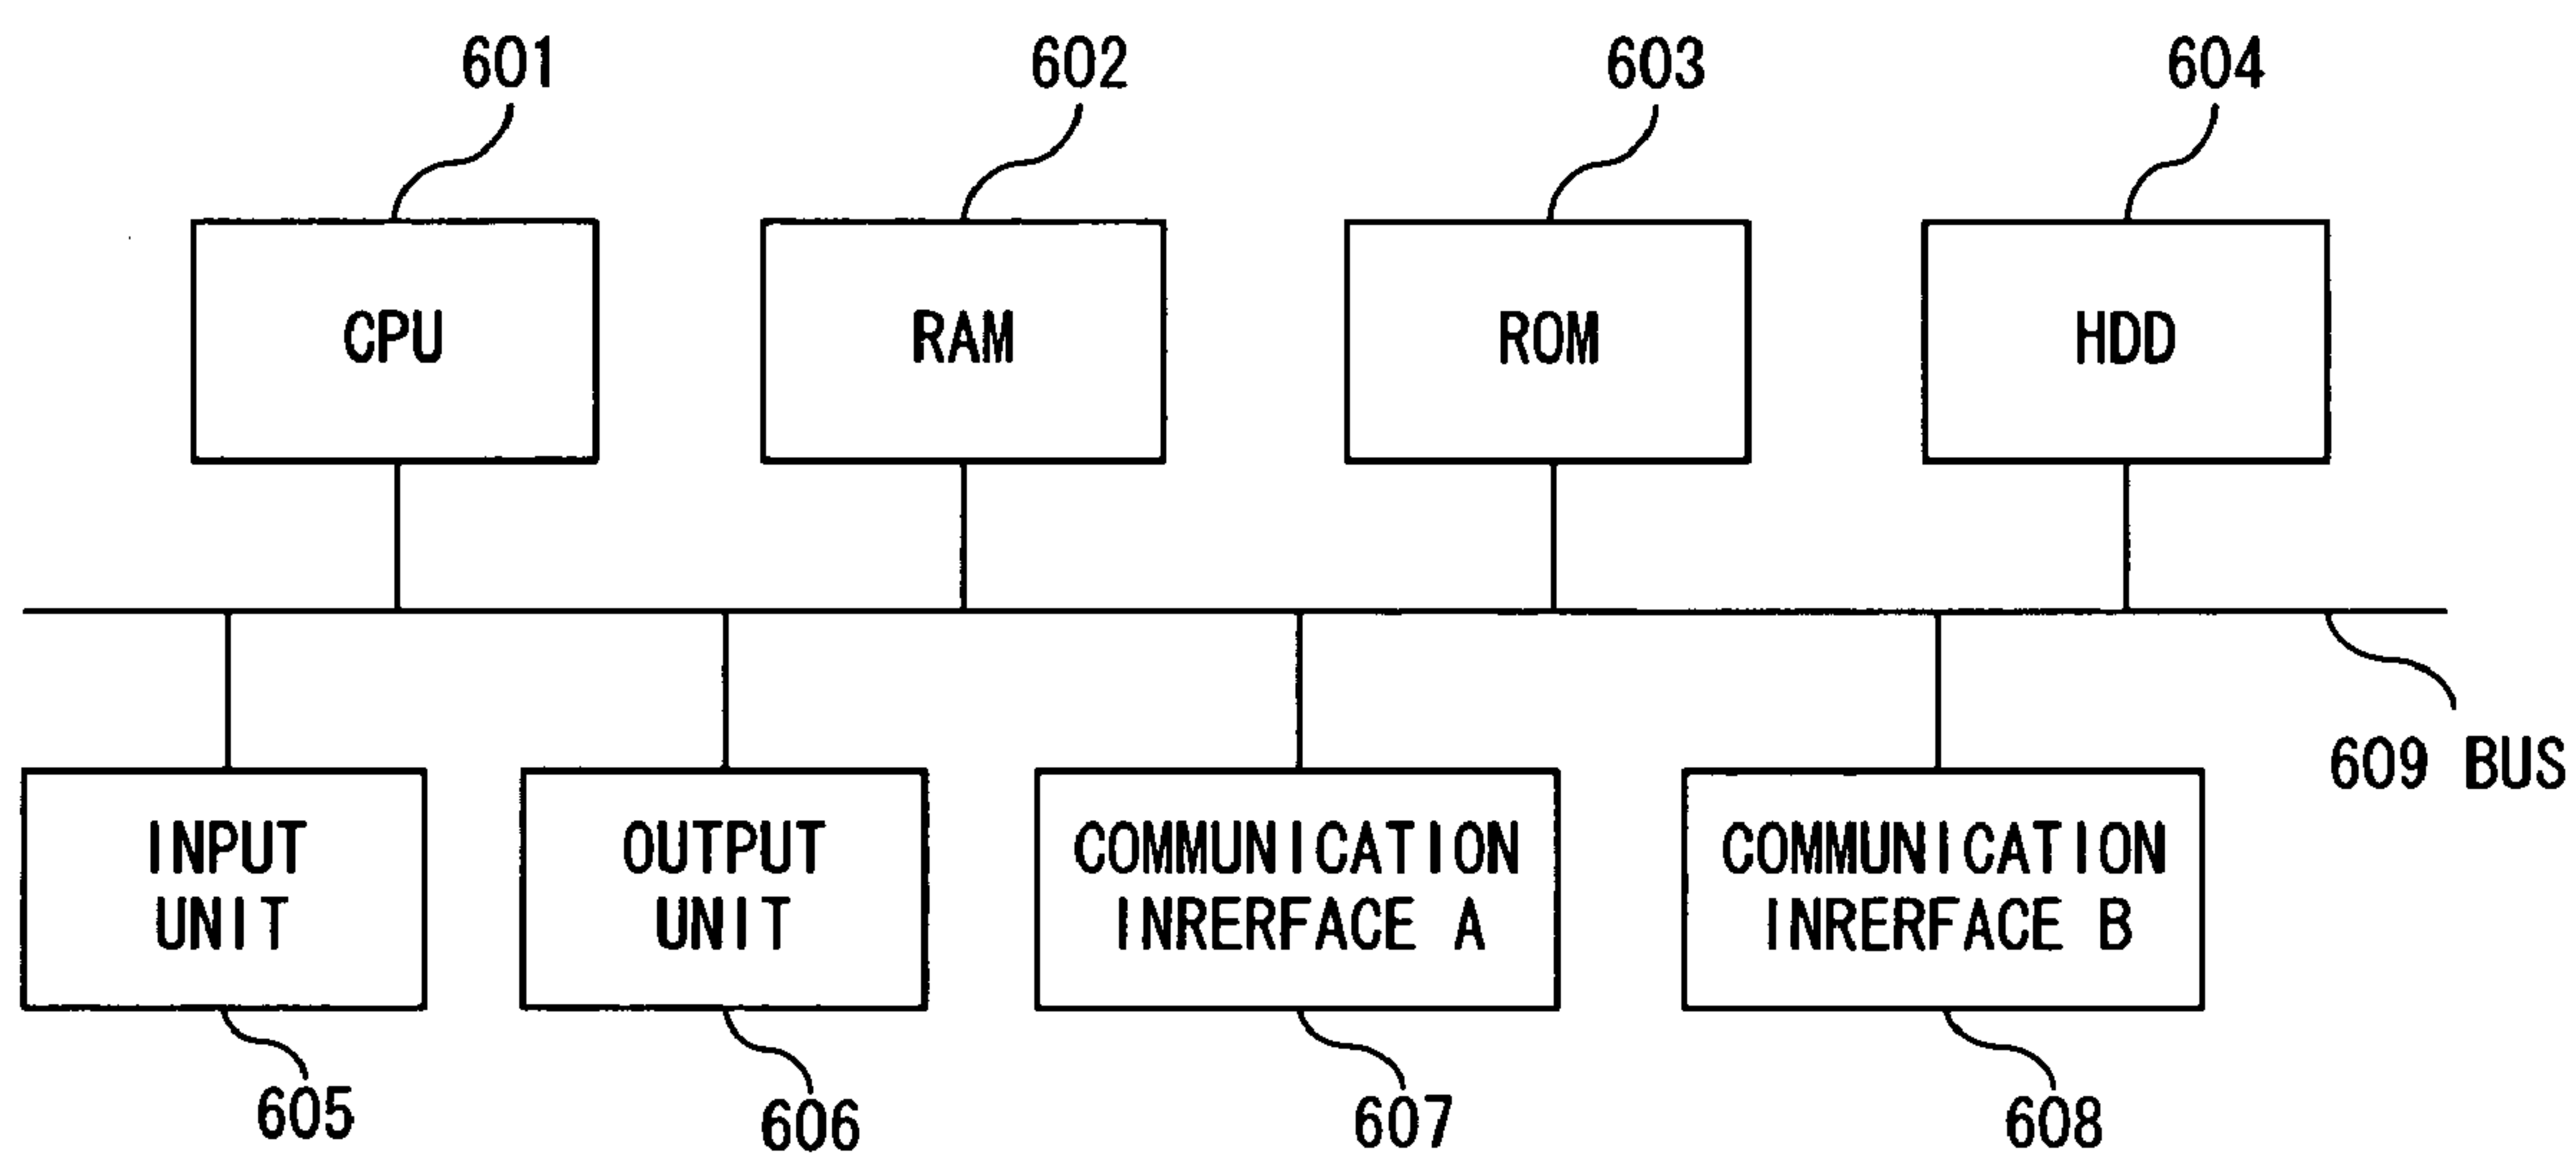 601
602
603
604
CPU
RAM
ROM
HDD
609 BUS
INPUT
UNIT
OUTPUT
UNIT
COMMUNICATION
INRERFACE A
COMMUNICATION
INRERFACE B
605
606
607
608